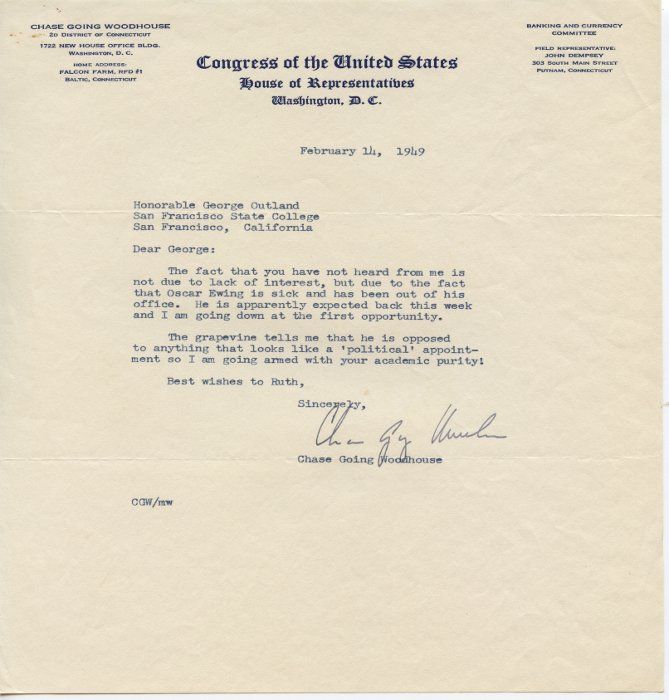 CHASE GOING WOODHOUSE
2D DISTRICT OF CONNECTICUT
1722 NEW HOUSE OFFICE BLDG.
WASHINGTON, D. C.
HOME ADDRESS:
FALCON FARM, RFD #1
BALTIC, CONNECTICUT
Congress of the United States
House of Representatives
Washington, D. C.
BANKING AND CURRENCY
COMMITTEE
FIELD REPRESENTATIVE:
JOHN DEMPSEY
303 SOUTH MAIN STREET
PUTNAM, CONNECTICUT
February 14, 1949
Honorable George Outland
San Francisco State College
San Francisco, California
Dear George:
The fact that you have not heard from me is
not due to lack of interest, but due to the fact
that Oscar Ewing is sick and has been out of his
office. He is apparently expected back this week
and I am going down at the first opportunity.
The grapevine tells me that he is opposed
to anything that looks like a 'political' appoint-
ment so I am going armed with your academic purity!
Best wishes to Ruth,
Sincerely,
Chase Going Woodhouse
Chase Going Woodhouse
CGW/mw